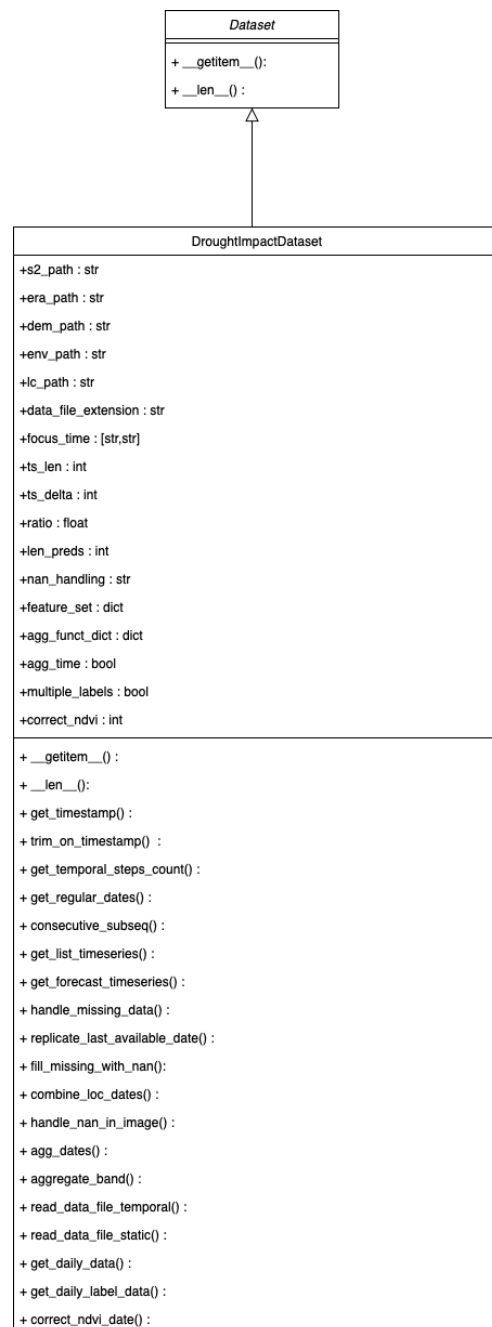 Dataset
+ __getitem__():
+ __len__() :
DroughtImpactDataset
+s2_path : str
+era_path : str
+dem_path : str
+env_path : str
+lc_path : str
+data_file_extension : str
+focus_time : [str,str]
+ts_len : int
+ts_delta : int
+ratio : float
+len_preds : int
+nan_handling : str
+feature_set : dict
+agg_funct_dict : dict
+agg_time : bool
+multiple_labels : bool
+correct_ndvi : int
+ __getitem__() :
+ __len__():
+ get_timestamp() :
+ trim_on_timestamp()  :
+ get_temporal_steps_count() :
+ get_regular_dates() :
+ consecutive_subseq() :
+ get_list_timeseries() :
+ get_forecast_timeseries() :
+ handle_missing_data() :
+ replicate_last_available_date() :
+ fill_missing_with_nan():
+ combine_loc_dates() :
+ handle_nan_in_image() :
+ agg_dates() :
+ aggregate_band() :
+ read_data_file_temporal() :
+ read_data_file_static() :
+ get_daily_data() :
+ get_daily_label_data() :
+ correct_ndvi_date() :